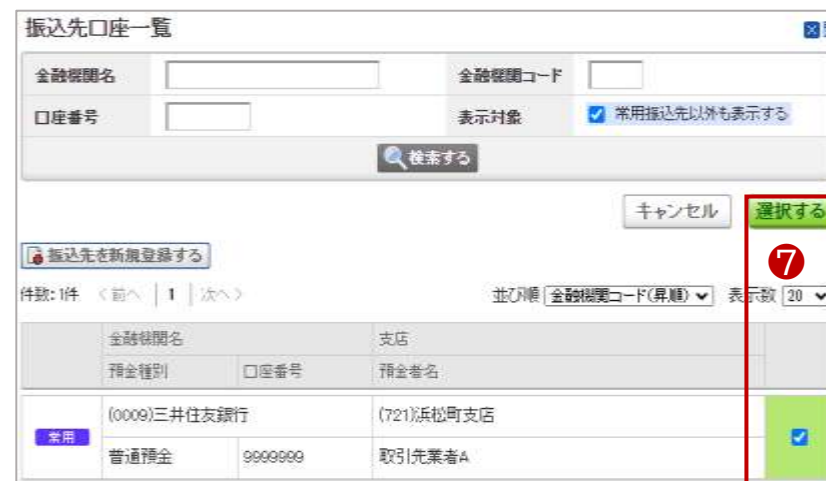 振込先口座一覧
金融機関名 金融機関コード
口座番号 表示対象 常用振込先以外も表示する
検索する
キャンセル 選択する
7
振込先を新規登録する
件数:1件 <前へ | 1 | 次へ> 並び順 金融機関コード(昇順) 表示数 20
金融機関名 支店
預金種別 口座番号 預金者名
常用 (0009)三井住友銀行 (721)浜松町支店
普通預金 9999999 取引先業者A